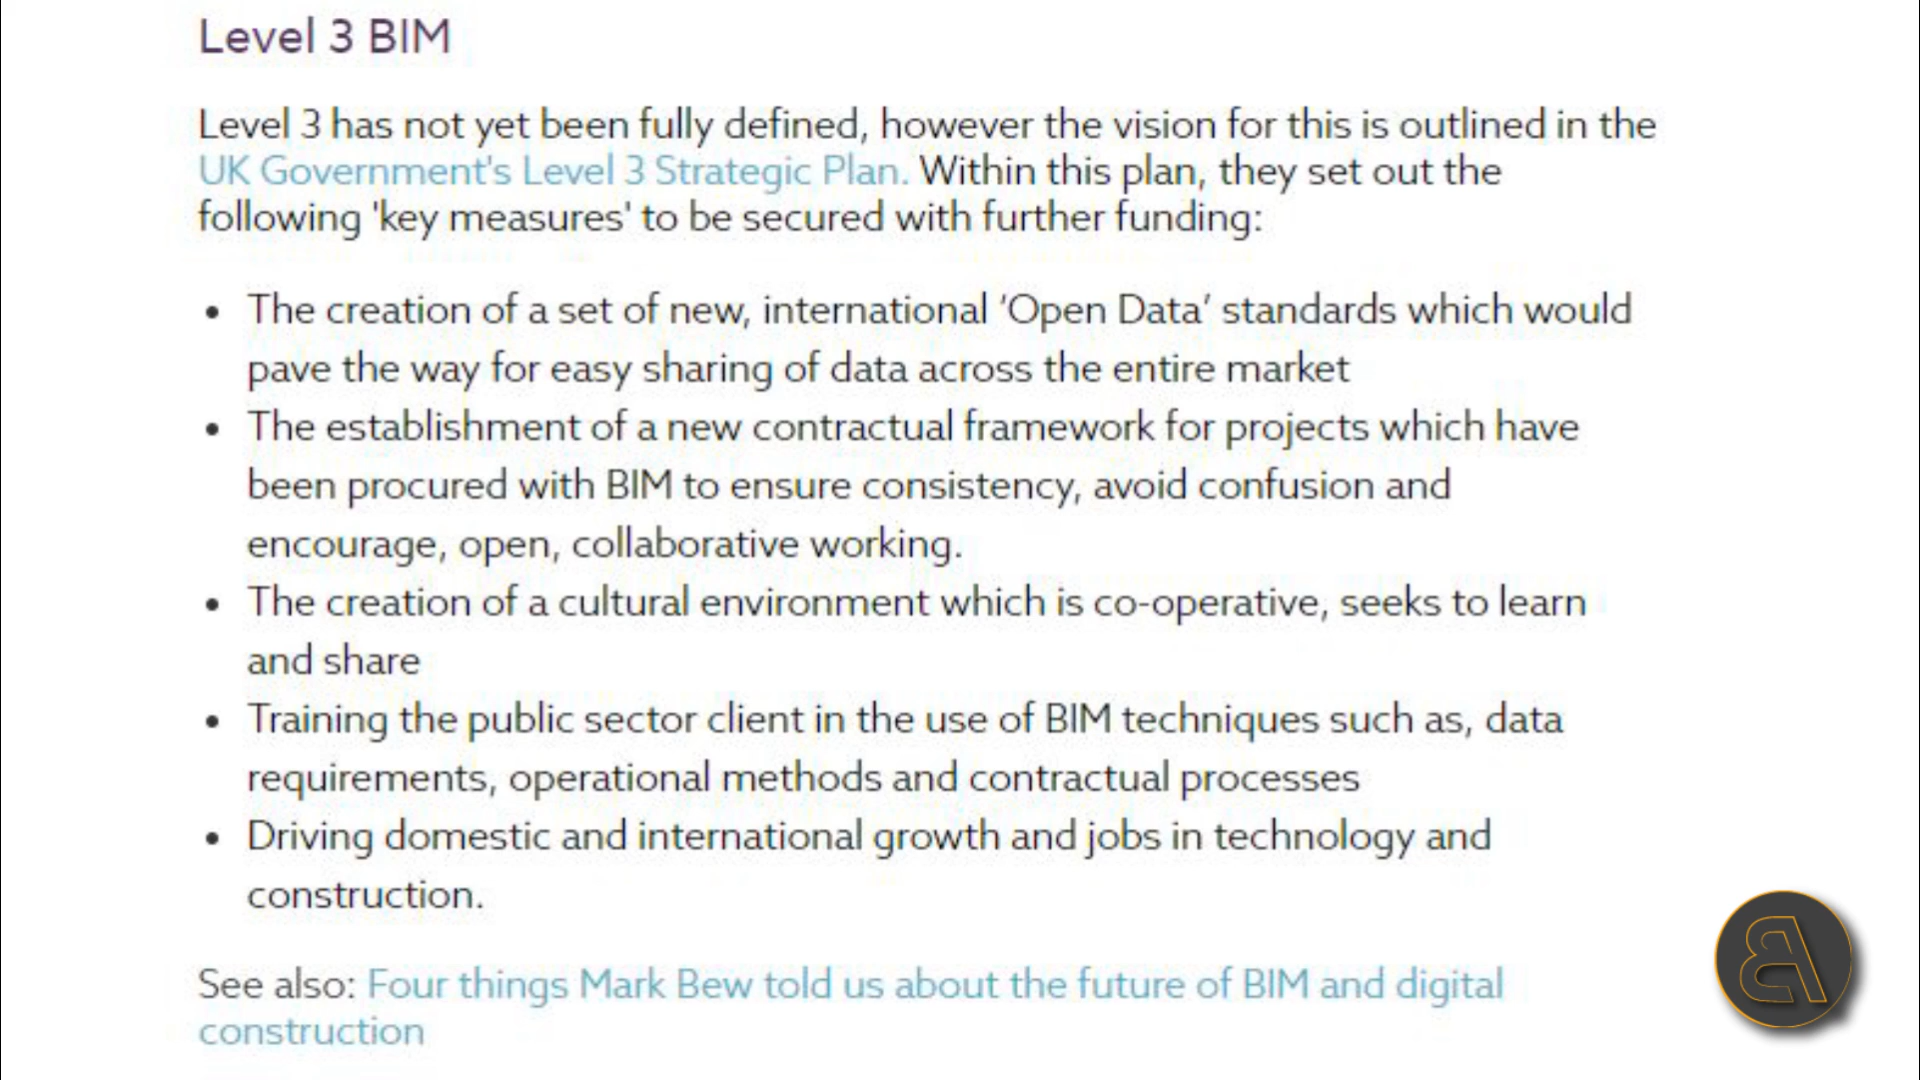 Level 3 BIM
Level 3 has not yet been fully defined, however the vision for this is outlined in the
UK Government's Level 3 Strategic Plan. Within this plan, they set out the
following 'key measures' to be secured with further funding:
• The creation of a set of new, international ‘Open Data’ standards which would
pave the way for easy sharing of data across the entire market
• The establishment of a new contractual framework for projects which have
been procured with BIM to ensure consistency, avoid confusion and
encourage, open, collaborative working.
• The creation of a cultural environment which is co-operative, seeks to learn
and share
• Training the public sector client in the use of BIM techniques such as, data
requirements, operational methods and contractual processes
• Driving domestic and international growth and jobs in technology and
construction.
See also: Four things Mark Bew told us about the future of BIM and digital
construction